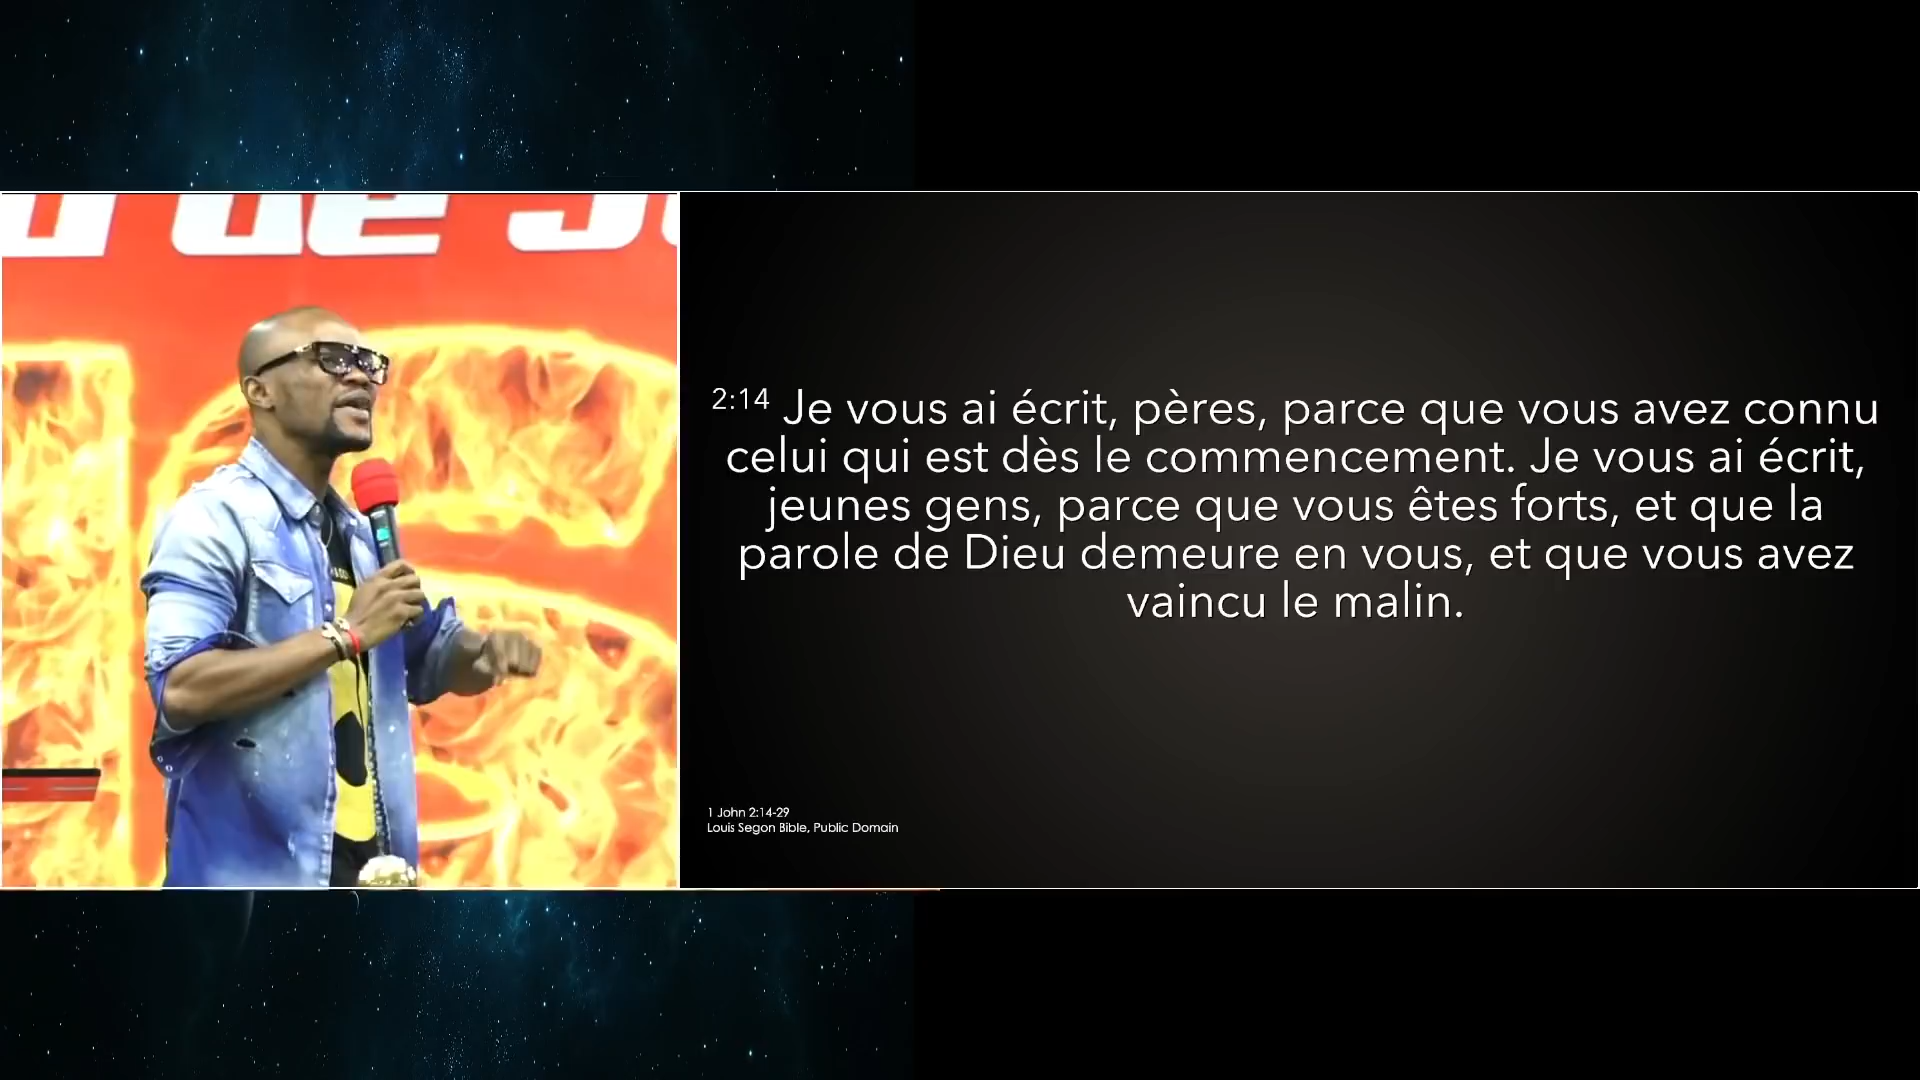 de J
2:14 Je vous ai écrit, pères, parce que vous avez connu
celui qui est dès le commencement. Je vous ai écrit,
jeunes gens, parce que vous êtes forts, et que la
parole de Dieu demeure en vous, et que vous avez
vaincu le malin.
1 John 2:14-29
Louis Segon Bible, Public Domain